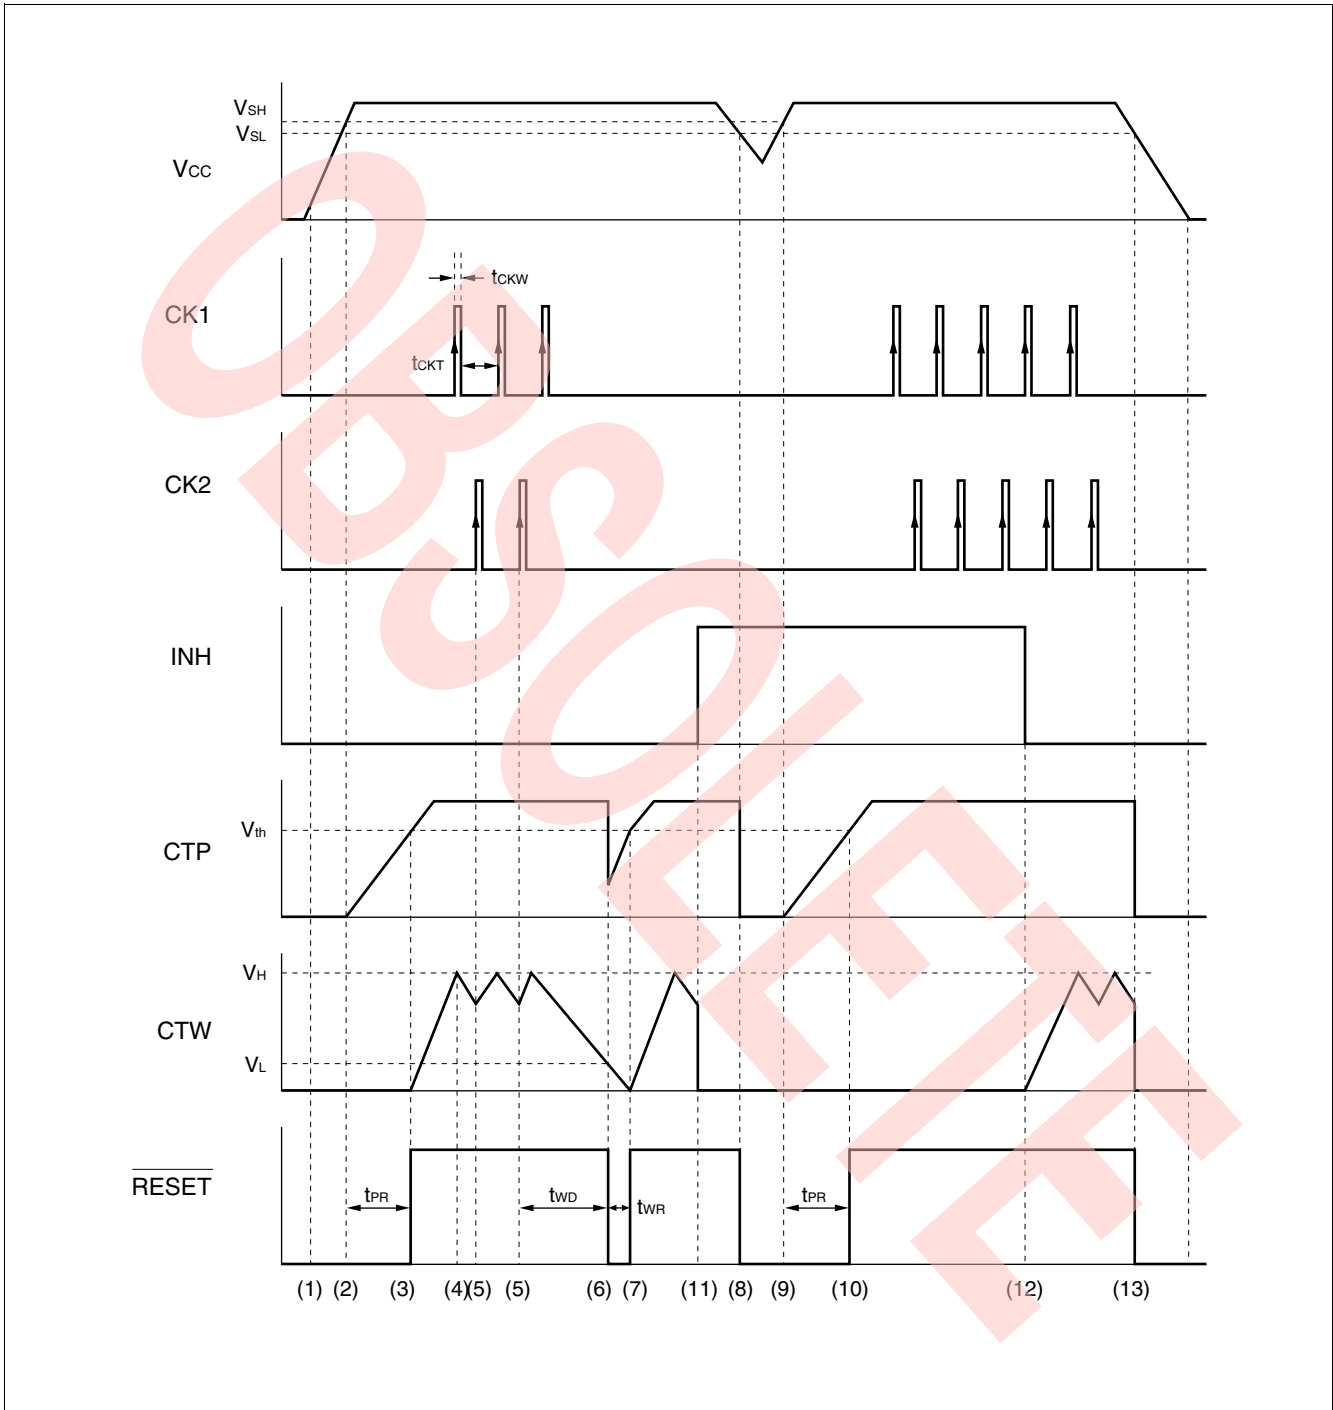 VSH
VSL
VCC
tCKW
CK1
tCKT
CK2
INH
Vth
CTP
VH
CTW
VL
RESET
tPR
tWD
tWR
tPR
(1) (2) (3) (4)(5) (5) (6) (7) (11) (8) (9) (10) (12) (13)
OBSOLETE